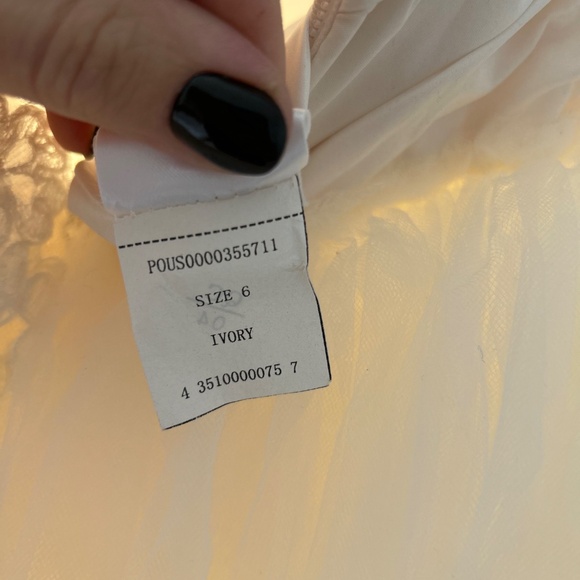 POUS0000355711
SIZE 6
IVORY
4 3510000075 7